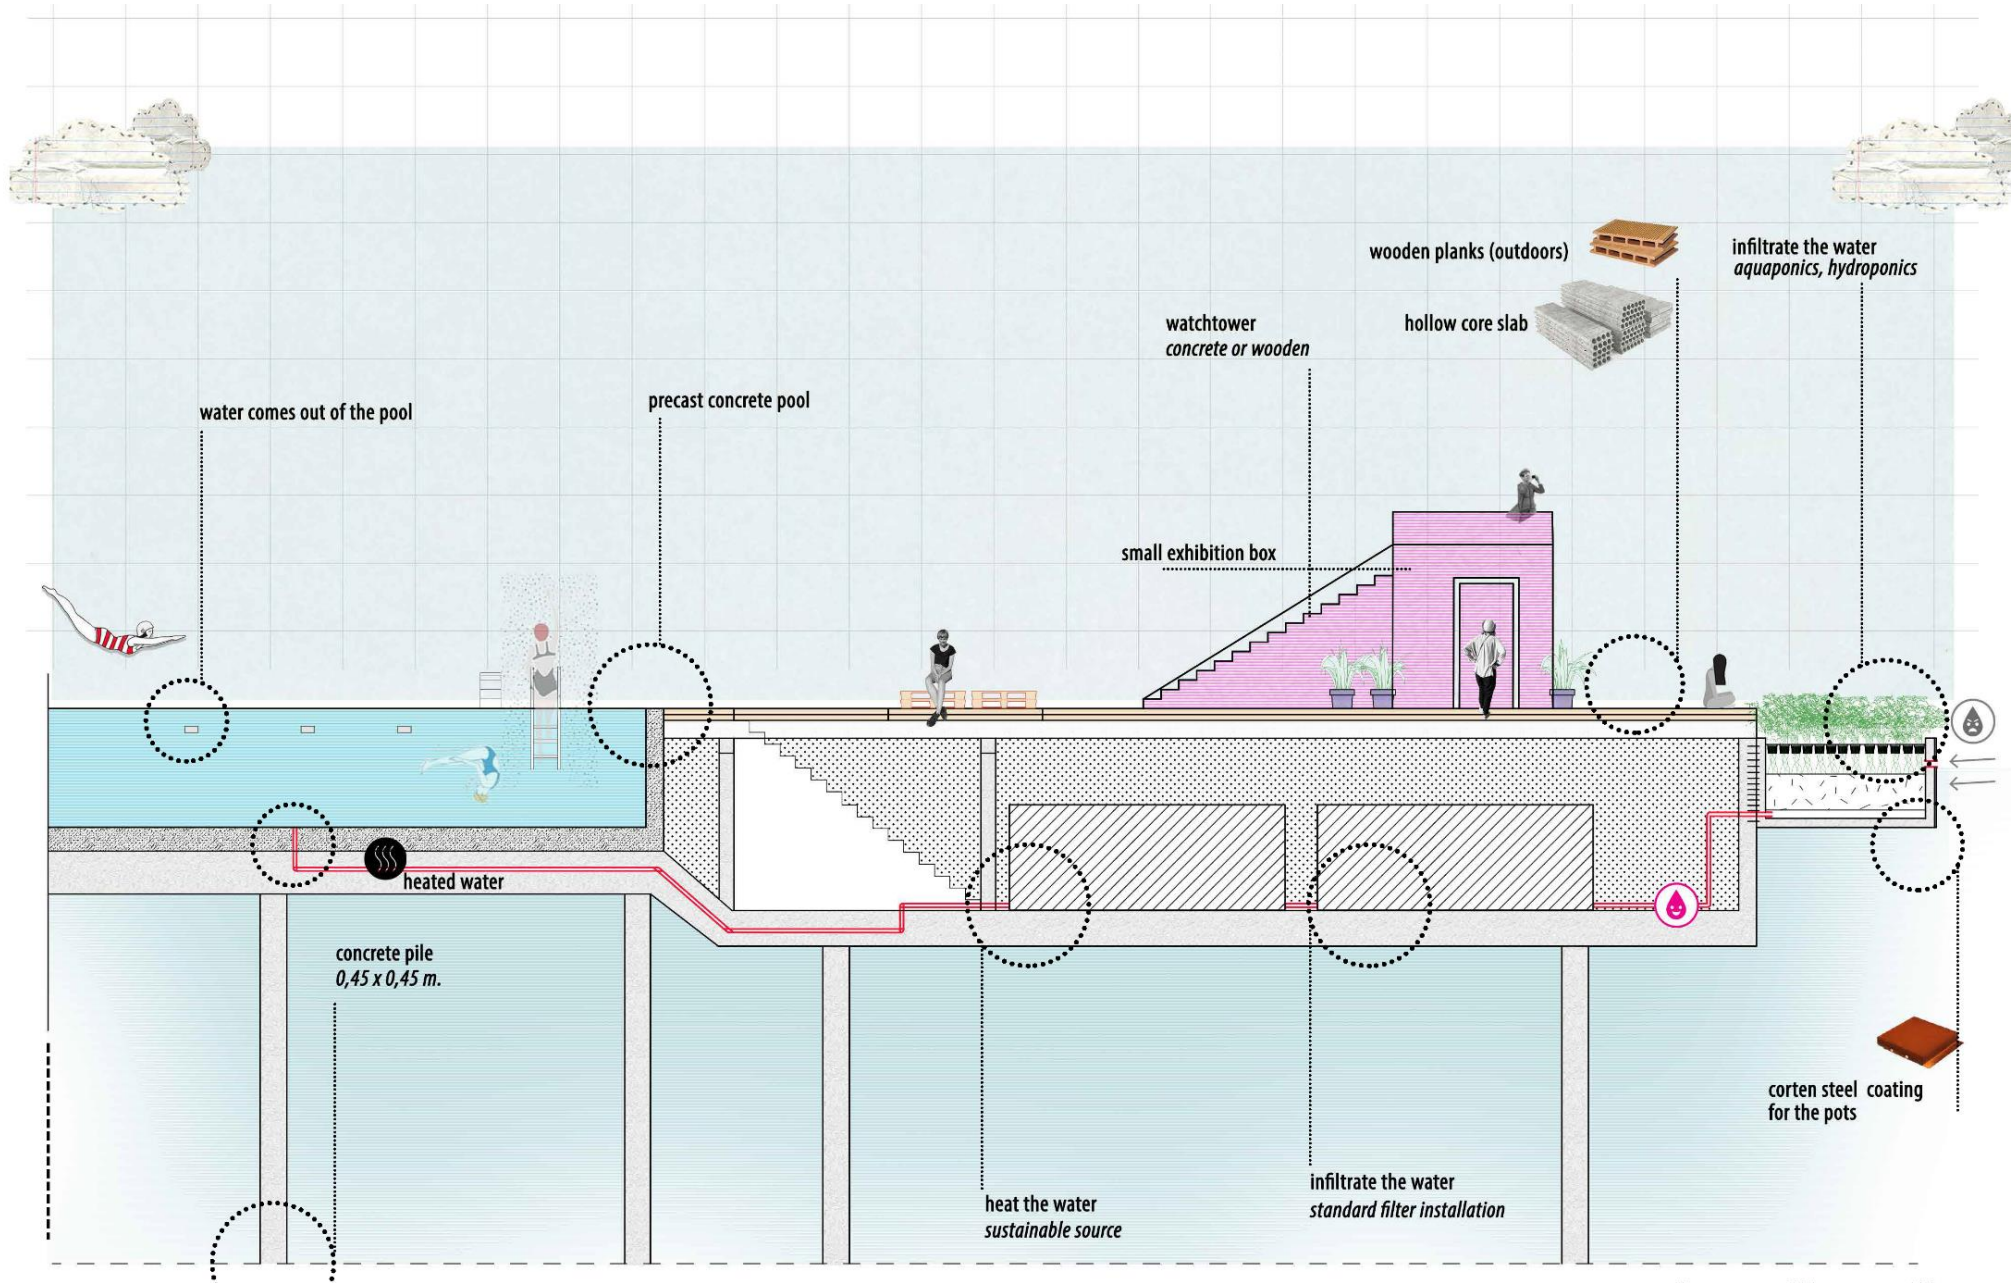 wooden planks (outdoors)
infiltrate the water
aquaponics, hydroponics
hollow core slab
watchtower
concrete or wooden
precast concrete pool
water comes out of the pool
small exhibition box
heated water
concrete pile
0,45 x 0,45 m.
corten steel coating
for the pots
infiltrate the water
standard filter installation
heat the water
sustainable source